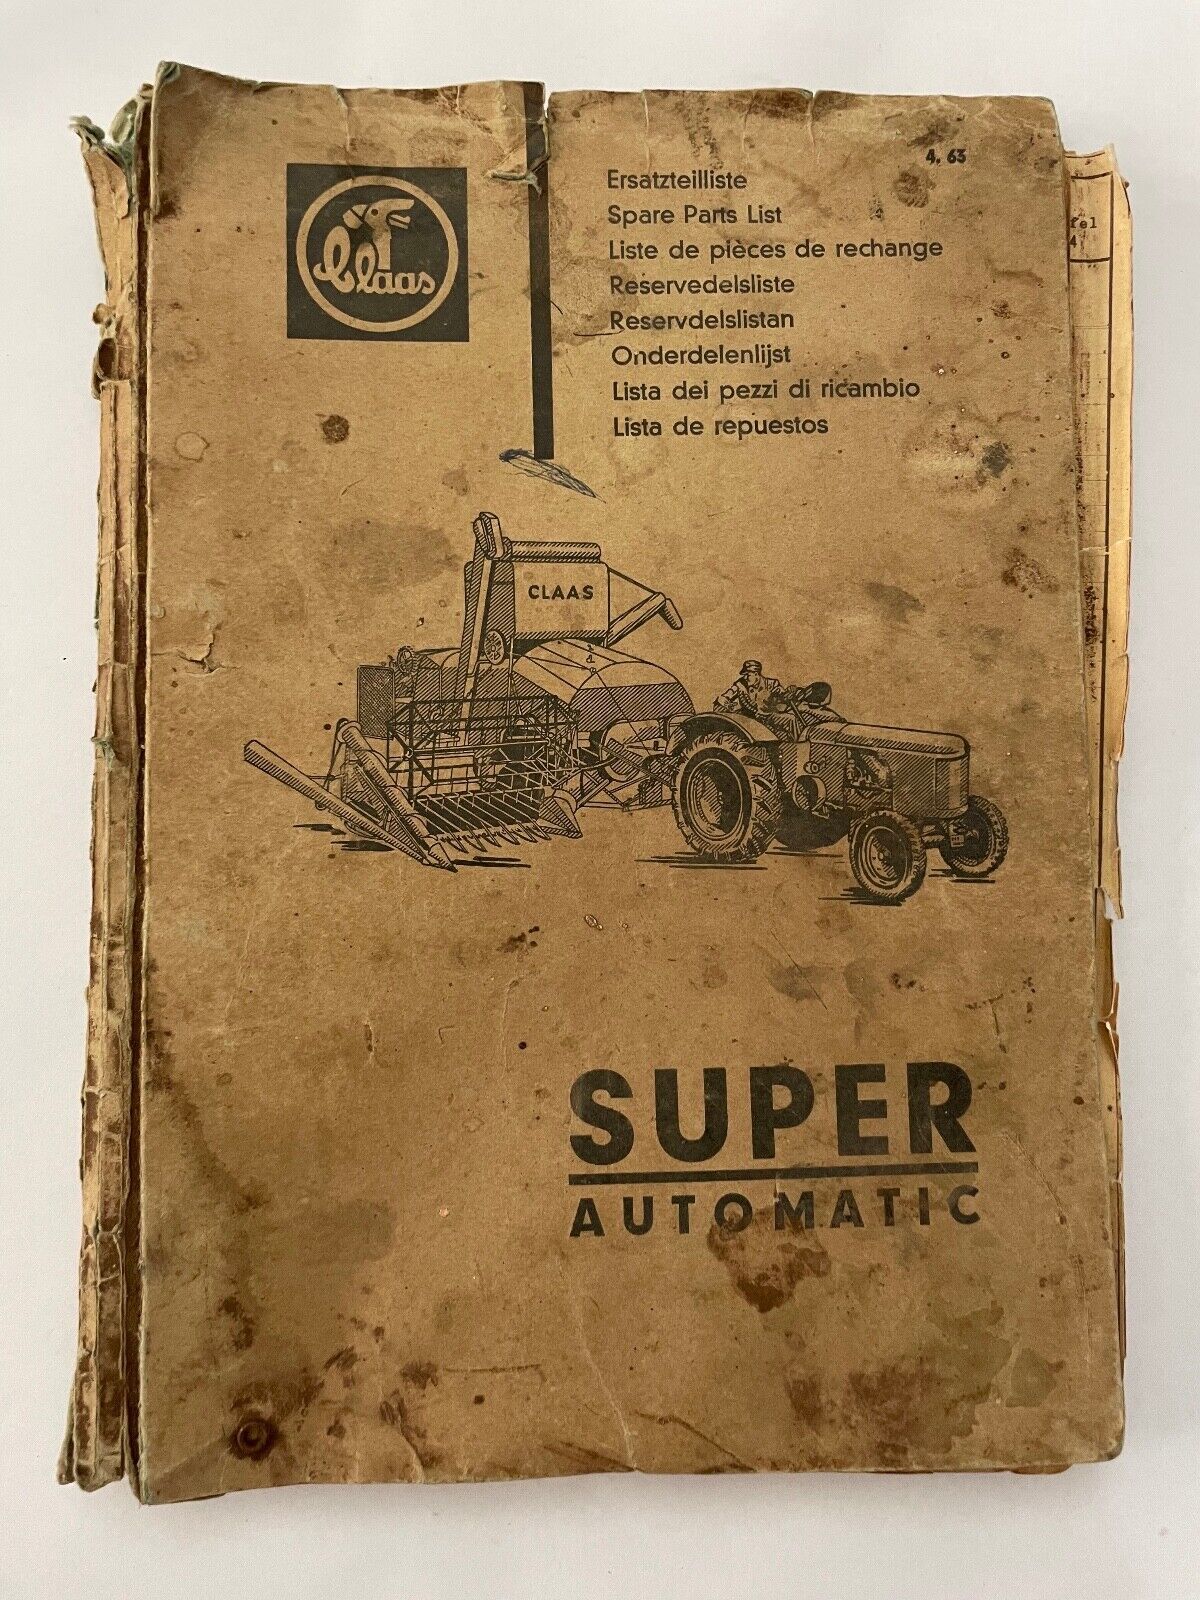 4, 63
Claas
Ersatzteilliste
Spare Parts List
Liste de pièces de rechange
Reservedelsliste
Reservdelslistan
Onderdelenlijst
Lista dei pezzi di ricambio
Lista de repuestos
CLAAS
SUPER
AUTOMATIC